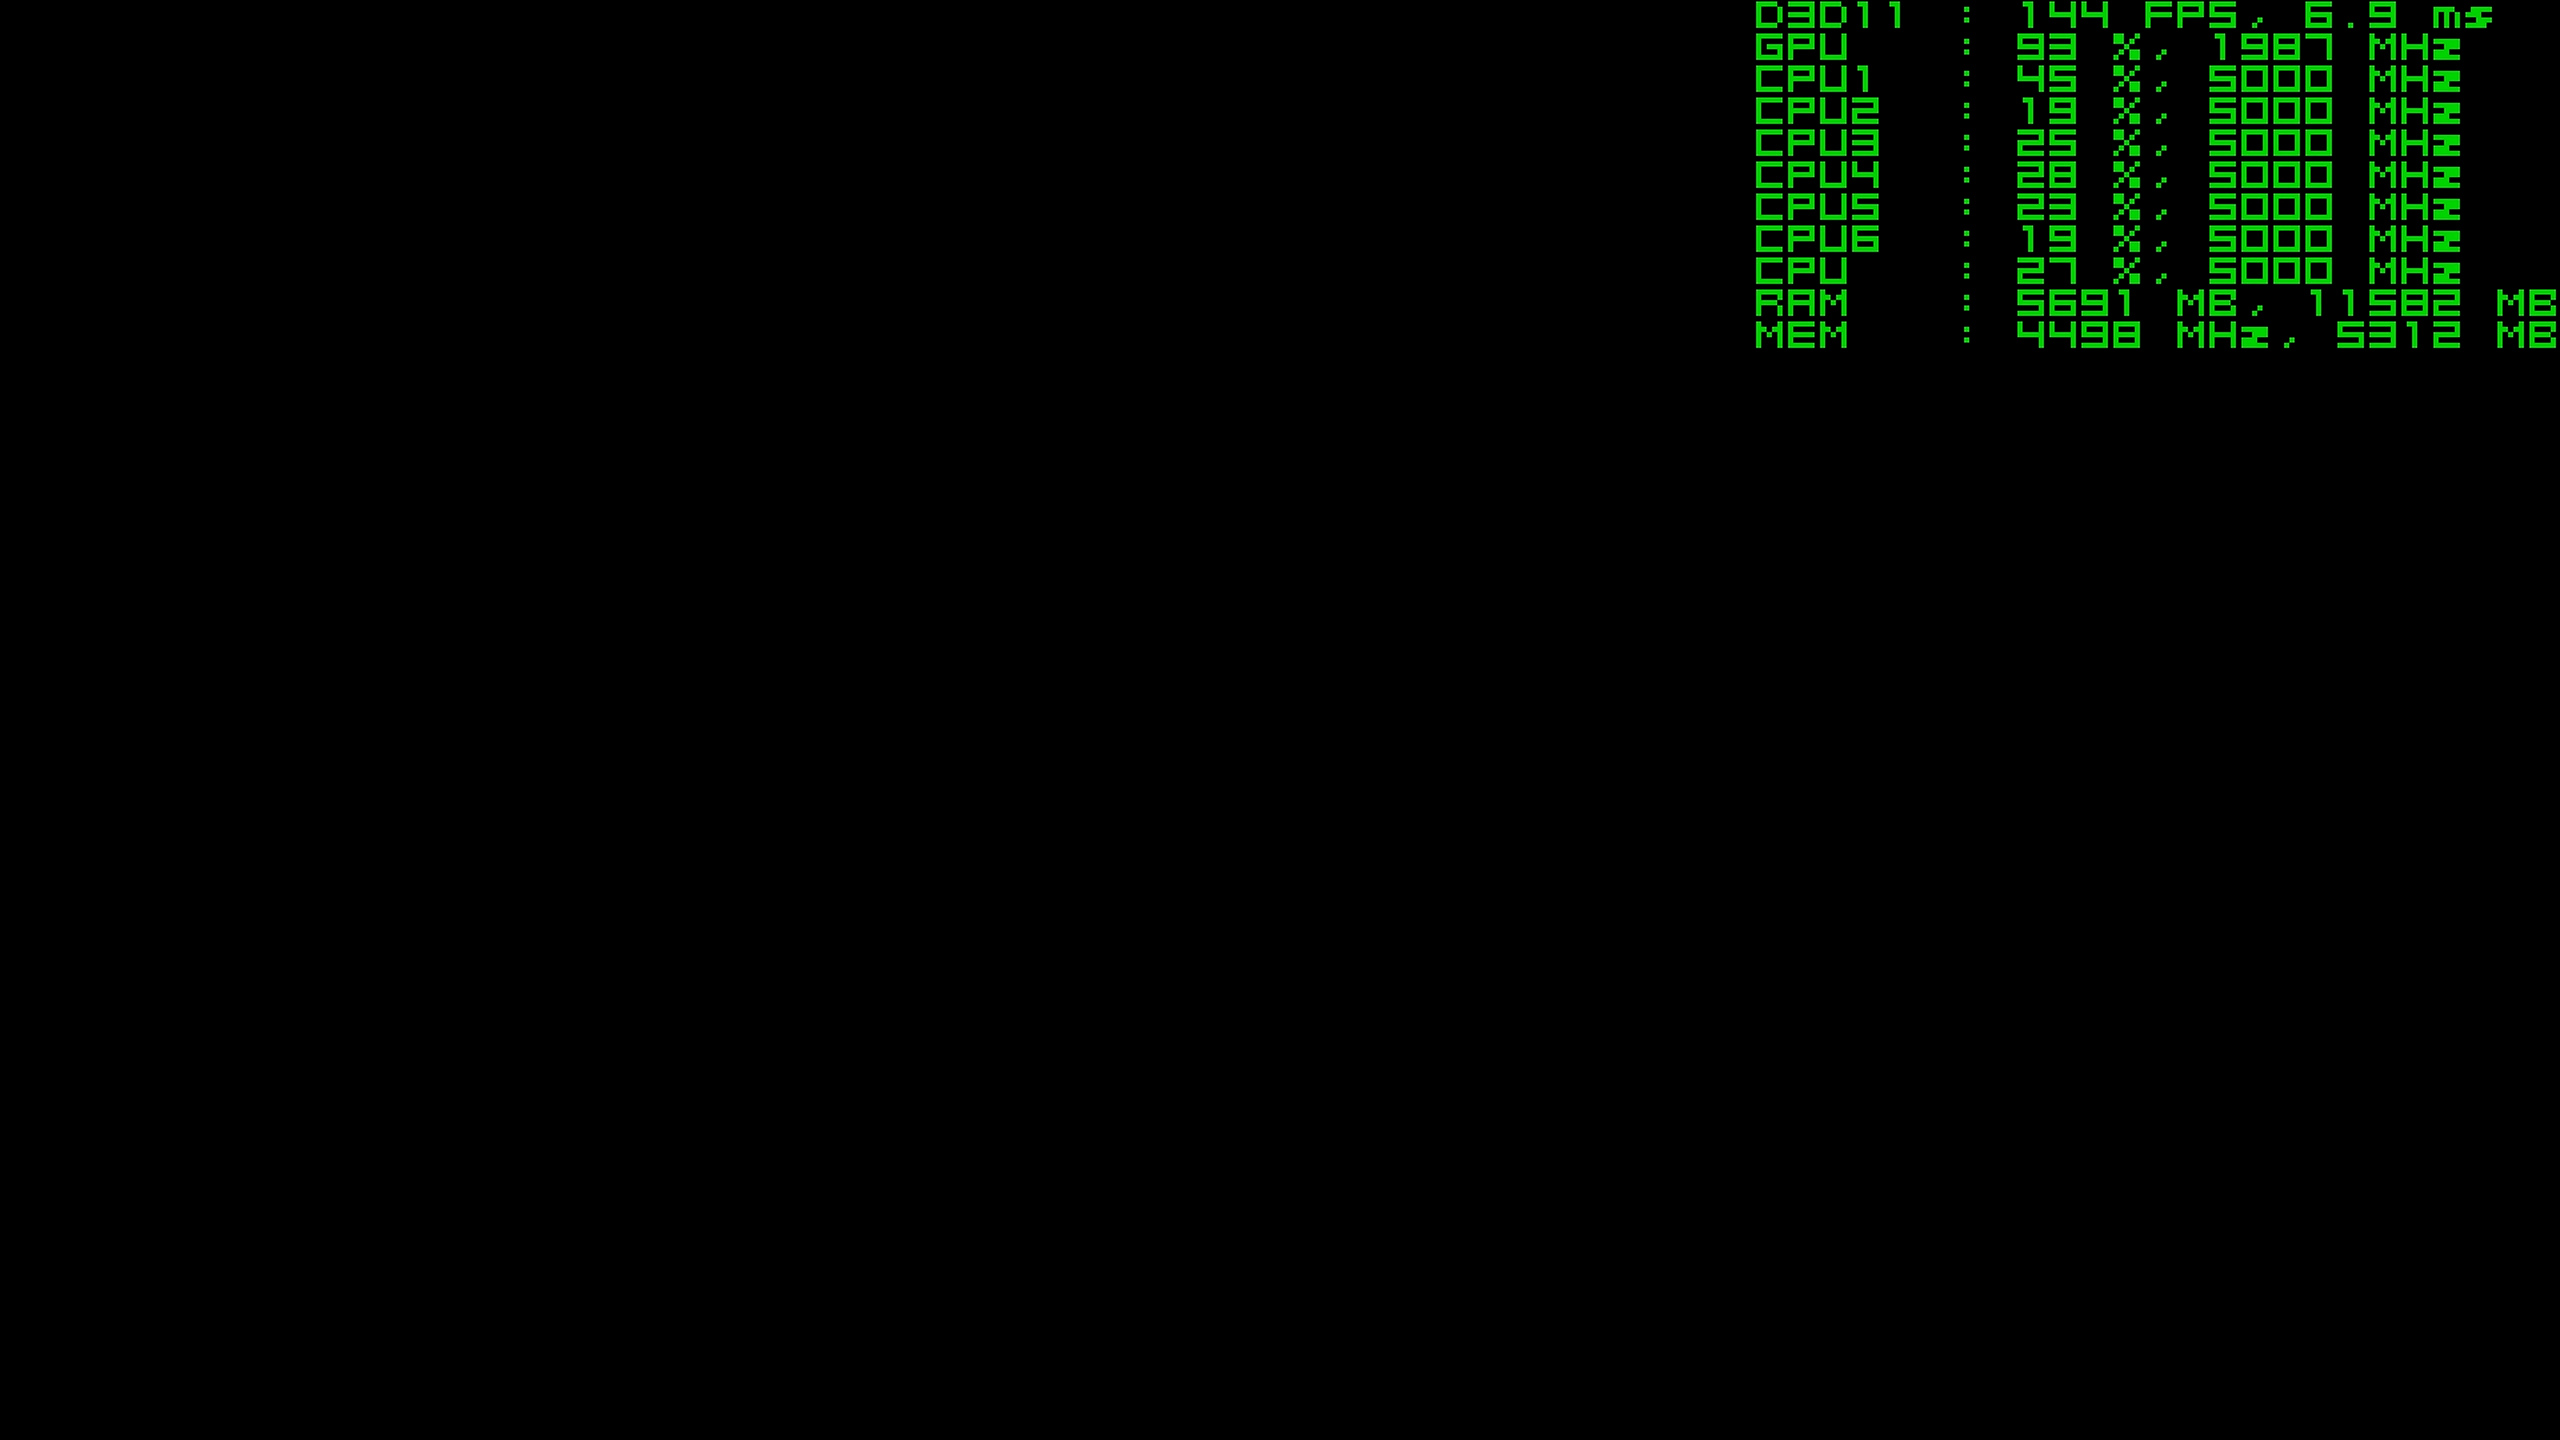 D3D11 : 144 FPS, 6.9 ms
GPU : 93 %, 1987 MHz
CPU1 : 45 %, 5000 MHz
CPU2 : 19 %, 5000 MHz
CPU3 : 25 %, 5000 MHz
CPU4 : 28 %, 5000 MHz
CPU5 : 23 %, 5000 MHz
CPU6 : 19 %, 5000 MHz
CPU : 27 %, 5000 MHz
RAM : 5691 MB, 11582 MB
MEM : 4498 MHz, 5312 MB